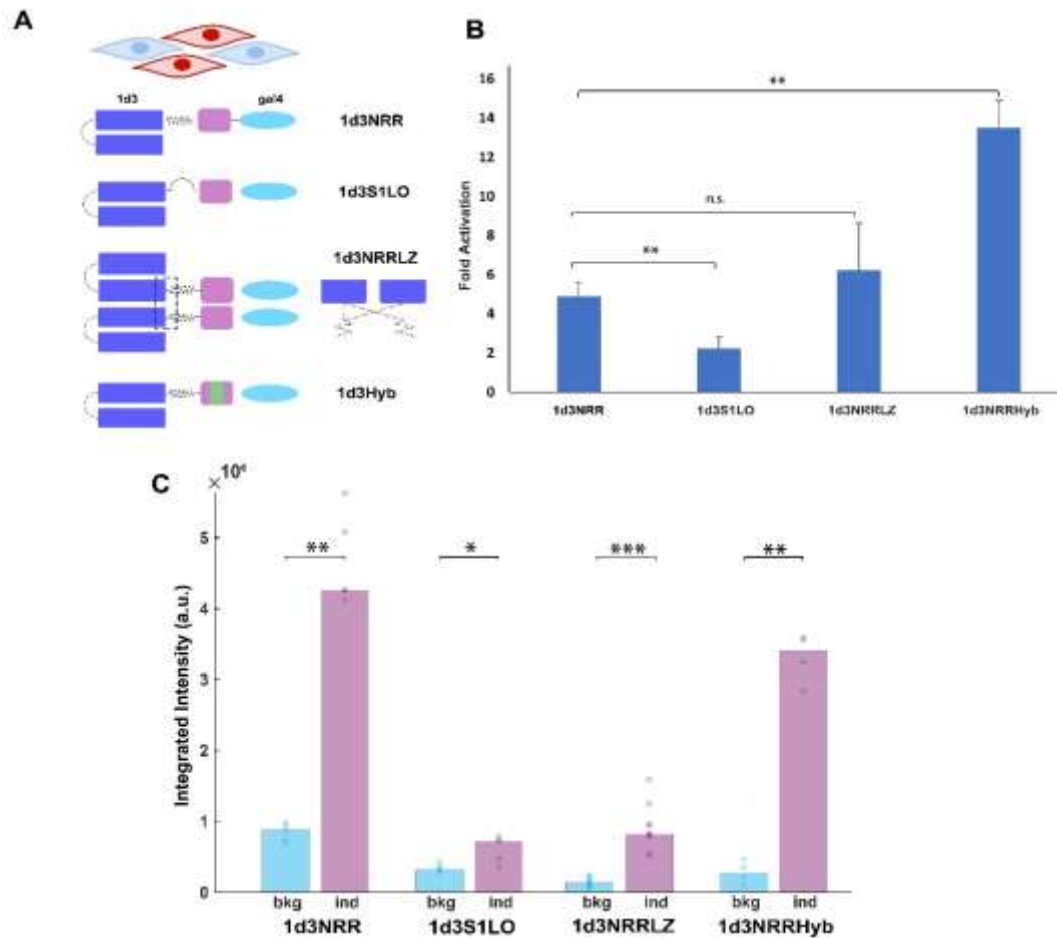 A
1d3 gal4
1d3NRR
1d3S1LO
1d3NRRLZ
1d3Hyb
B
Fold Activation
16
14
12
10
8
6
4
2
0
**
n.s.
**
1d3NRR 1d3S1LO 1d3NRRLZ 1d3NRRHyb
C
×10⁶
Integrated Intensity (a.u.)
5
4
3
2
1
0
** * *** **
bkg ind bkg ind bkg ind bkg ind
1d3NRR 1d3S1LO 1d3NRRLZ 1d3NRRHyb